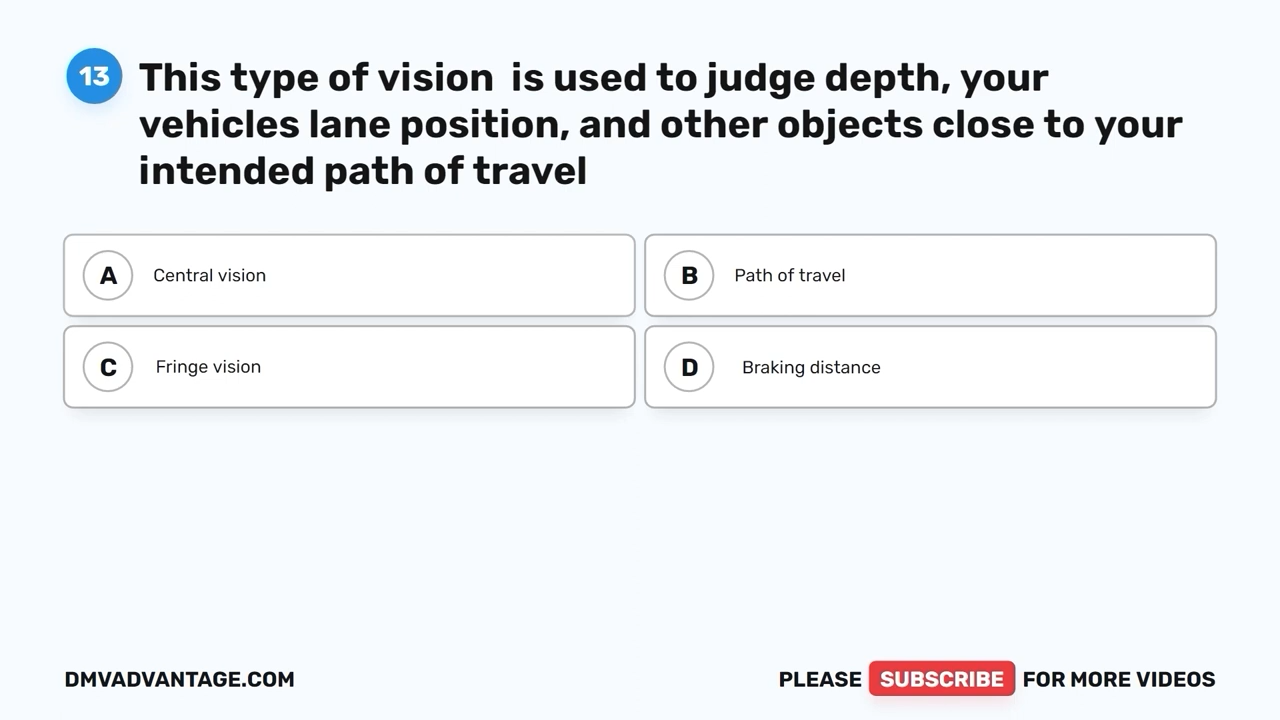 13
This type of vision  is used to judge depth, your
vehicles lane position, and other objects close to your
intended path of travel
A Central vision
B Path of travel
C Fringe vision
D Braking distance
DMVADVANTAGE.COM
PLEASE SUBSCRIBE FOR MORE VIDEOS